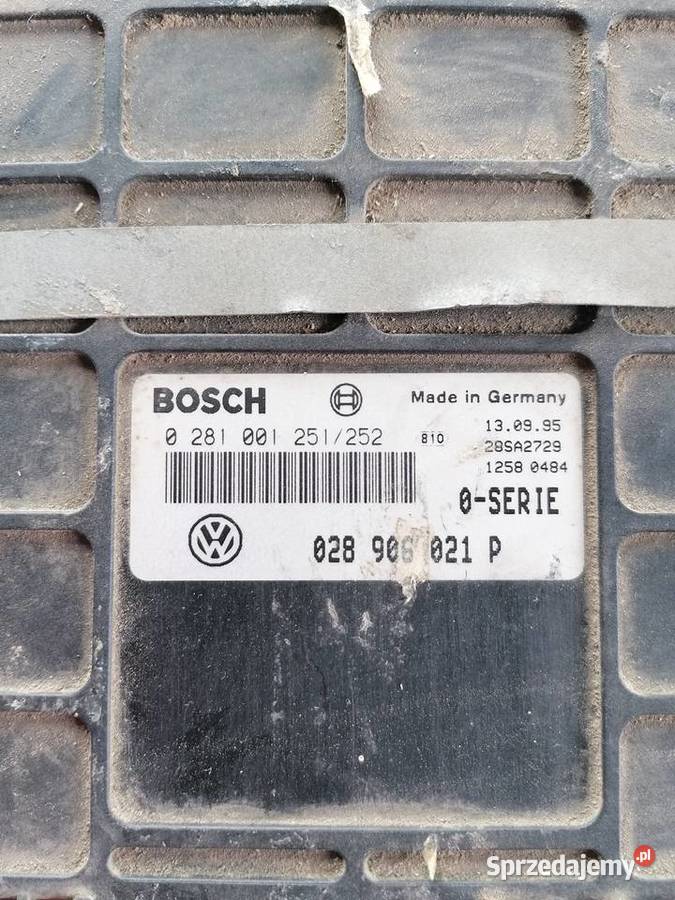 BOSCH
Made in Germany
0 281 001 251/252
810
13.09.95
28SA2729
1258 0484
0-SERIE
VW
028 906 021 P
Sprzedajemy.pl